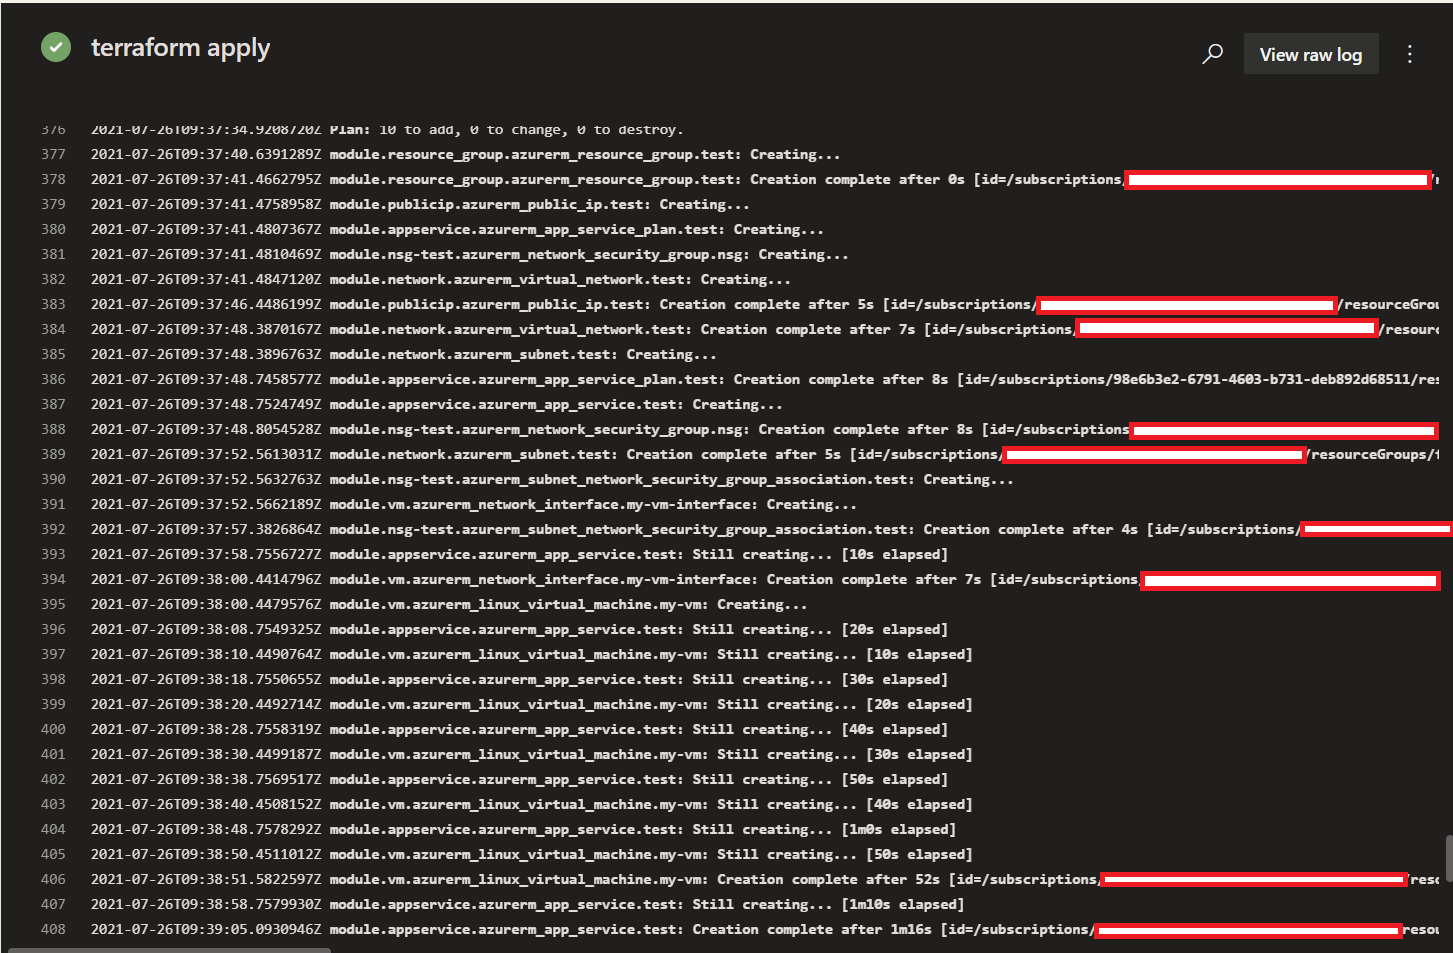 terraform apply
View raw log
376 2021-07-26T09:37:34.9208720Z Plan: 10 to add, 0 to change, 0 to destroy.
377 2021-07-26T09:37:40.6391289Z module.resource_group.azurerm_resource_group.test: Creating...
378 2021-07-26T09:37:41.4662795Z module.resource_group.azurerm_resource_group.test: Creation complete after 0s [id=/subscriptions/
379 2021-07-26T09:37:41.4758958Z module.publicip.azurerm_public_ip.test: Creating...
380 2021-07-26T09:37:41.4807367Z module.appservice.azurerm_app_service_plan.test: Creating...
381 2021-07-26T09:37:41.4810469Z module.nsg-test.azurerm_network_security_group.nsg: Creating...
382 2021-07-26T09:37:41.4847120Z module.network.azurerm_virtual_network.test: Creating...
383 2021-07-26T09:37:46.4486199Z module.publicip.azurerm_public_ip.test: Creation complete after 5s [id=/subscriptions/ /resourceGrou
384 2021-07-26T09:37:48.3870167Z module.network.azurerm_virtual_network.test: Creation complete after 7s [id=/subscriptions/ /resourc
385 2021-07-26T09:37:48.3896763Z module.network.azurerm_subnet.test: Creating...
386 2021-07-26T09:37:48.7458577Z module.appservice.azurerm_app_service_plan.test: Creation complete after 8s [id=/subscriptions/98e6b3e2-6791-4603-b731-deb892d68511/res
387 2021-07-26T09:37:48.7524749Z module.appservice.azurerm_app_service.test: Creating...
388 2021-07-26T09:37:48.8054528Z module.nsg-test.azurerm_network_security_group.nsg: Creation complete after 8s [id=/subscriptions
389 2021-07-26T09:37:52.5613031Z module.network.azurerm_subnet.test: Creation complete after 5s [id=/subscriptions/ /resourceGroups/
390 2021-07-26T09:37:52.5632763Z module.nsg-test.azurerm_subnet_network_security_group_association.test: Creating...
391 2021-07-26T09:37:52.5662189Z module.vm.azurerm_network_interface.my-vm-interface: Creating...
392 2021-07-26T09:37:57.3826864Z module.nsg-test.azurerm_subnet_network_security_group_association.test: Creation complete after 4s [id=/subscriptions/
393 2021-07-26T09:37:58.7556727Z module.appservice.azurerm_app_service.test: Still creating... [10s elapsed]
394 2021-07-26T09:38:00.4414796Z module.vm.azurerm_network_interface.my-vm-interface: Creation complete after 7s [id=/subscriptions/
395 2021-07-26T09:38:00.4479576Z module.vm.azurerm_linux_virtual_machine.my-vm: Creating...
396 2021-07-26T09:38:08.7549325Z module.appservice.azurerm_app_service.test: Still creating... [20s elapsed]
397 2021-07-26T09:38:10.4490764Z module.vm.azurerm_linux_virtual_machine.my-vm: Still creating... [10s elapsed]
398 2021-07-26T09:38:18.7550655Z module.appservice.azurerm_app_service.test: Still creating... [30s elapsed]
399 2021-07-26T09:38:20.4492714Z module.vm.azurerm_linux_virtual_machine.my-vm: Still creating... [20s elapsed]
400 2021-07-26T09:38:28.7558319Z module.appservice.azurerm_app_service.test: Still creating... [40s elapsed]
401 2021-07-26T09:38:30.4499187Z module.vm.azurerm_linux_virtual_machine.my-vm: Still creating... [30s elapsed]
402 2021-07-26T09:38:38.7569517Z module.appservice.azurerm_app_service.test: Still creating... [50s elapsed]
403 2021-07-26T09:38:40.4508152Z module.vm.azurerm_linux_virtual_machine.my-vm: Still creating... [40s elapsed]
404 2021-07-26T09:38:48.7578292Z module.appservice.azurerm_app_service.test: Still creating... [1m0s elapsed]
405 2021-07-26T09:38:50.4511012Z module.vm.azurerm_linux_virtual_machine.my-vm: Still creating... [50s elapsed]
406 2021-07-26T09:38:51.5822597Z module.vm.azurerm_linux_virtual_machine.my-vm: Creation complete after 52s [id=/subscriptions/ resc
407 2021-07-26T09:38:58.7579930Z module.appservice.azurerm_app_service.test: Still creating... [1m10s elapsed]
408 2021-07-26T09:39:05.0930946Z module.appservice.azurerm_app_service.test: Creation complete after 1m16s [id=/subscriptions/ resou